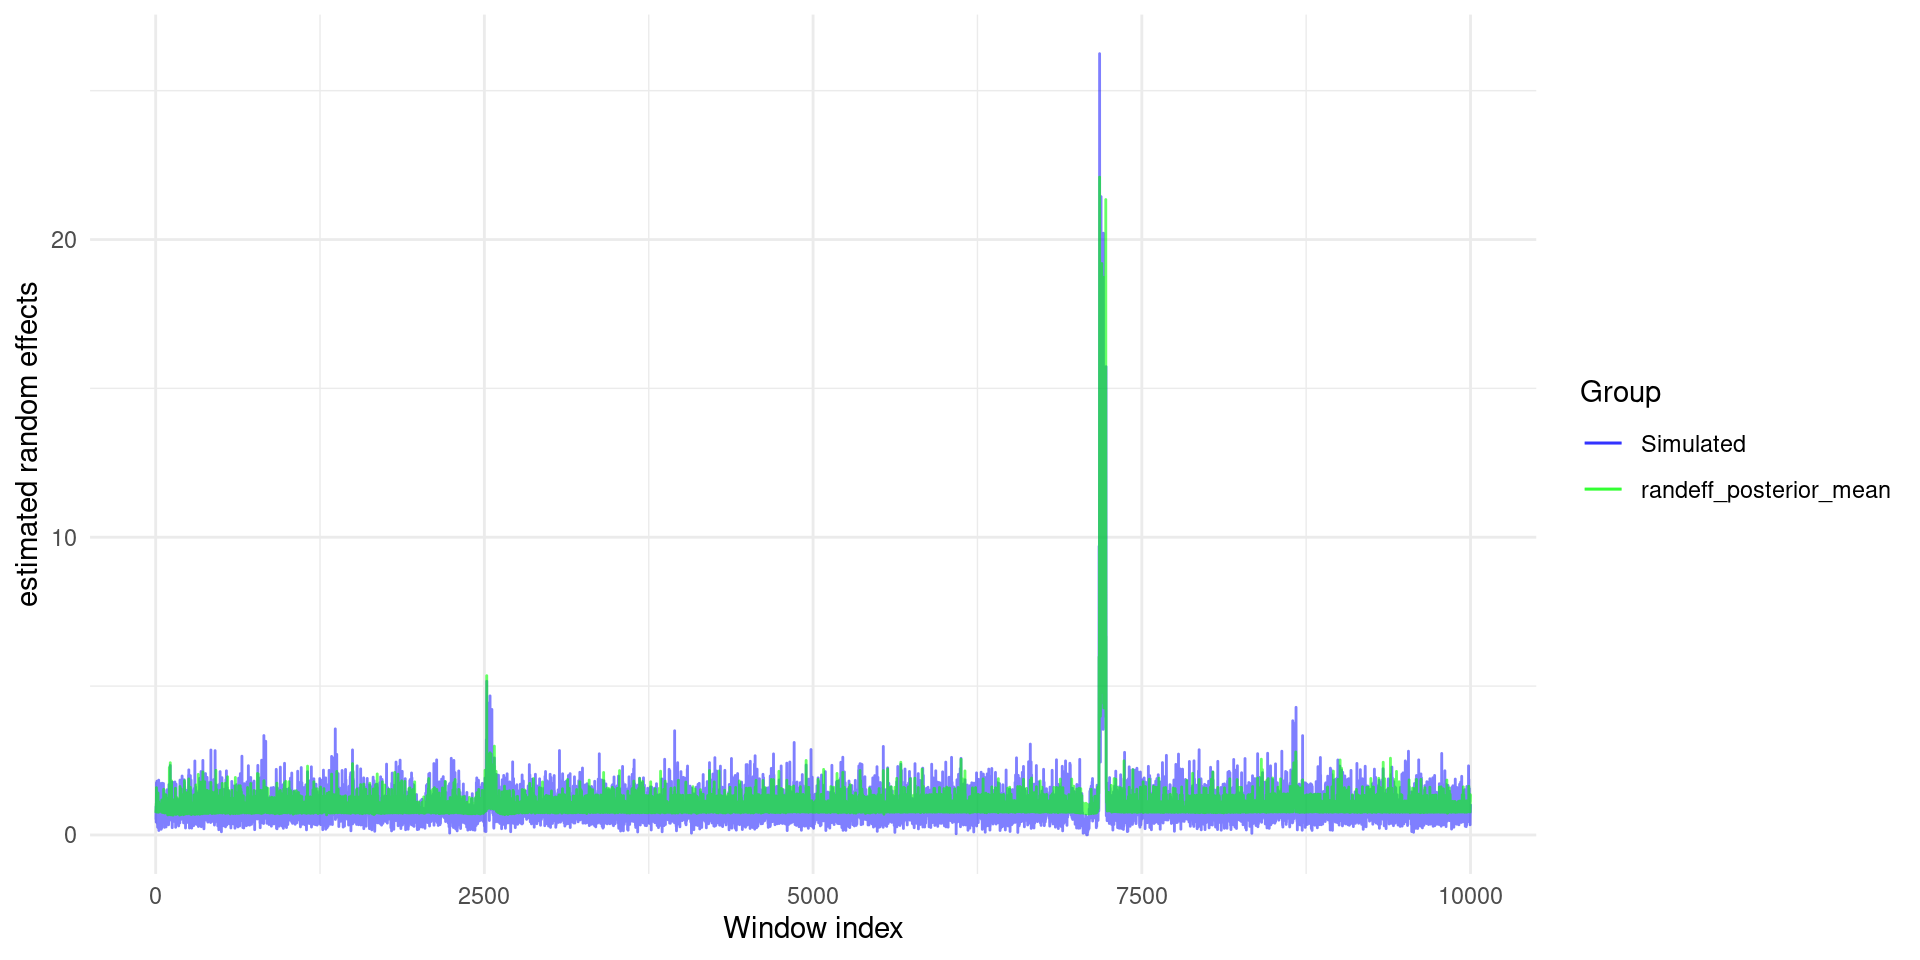 estimated random effects
20
10
0
0
2500
5000
7500
10000
Window index
Group
Simulated
randeff_posterior_mean